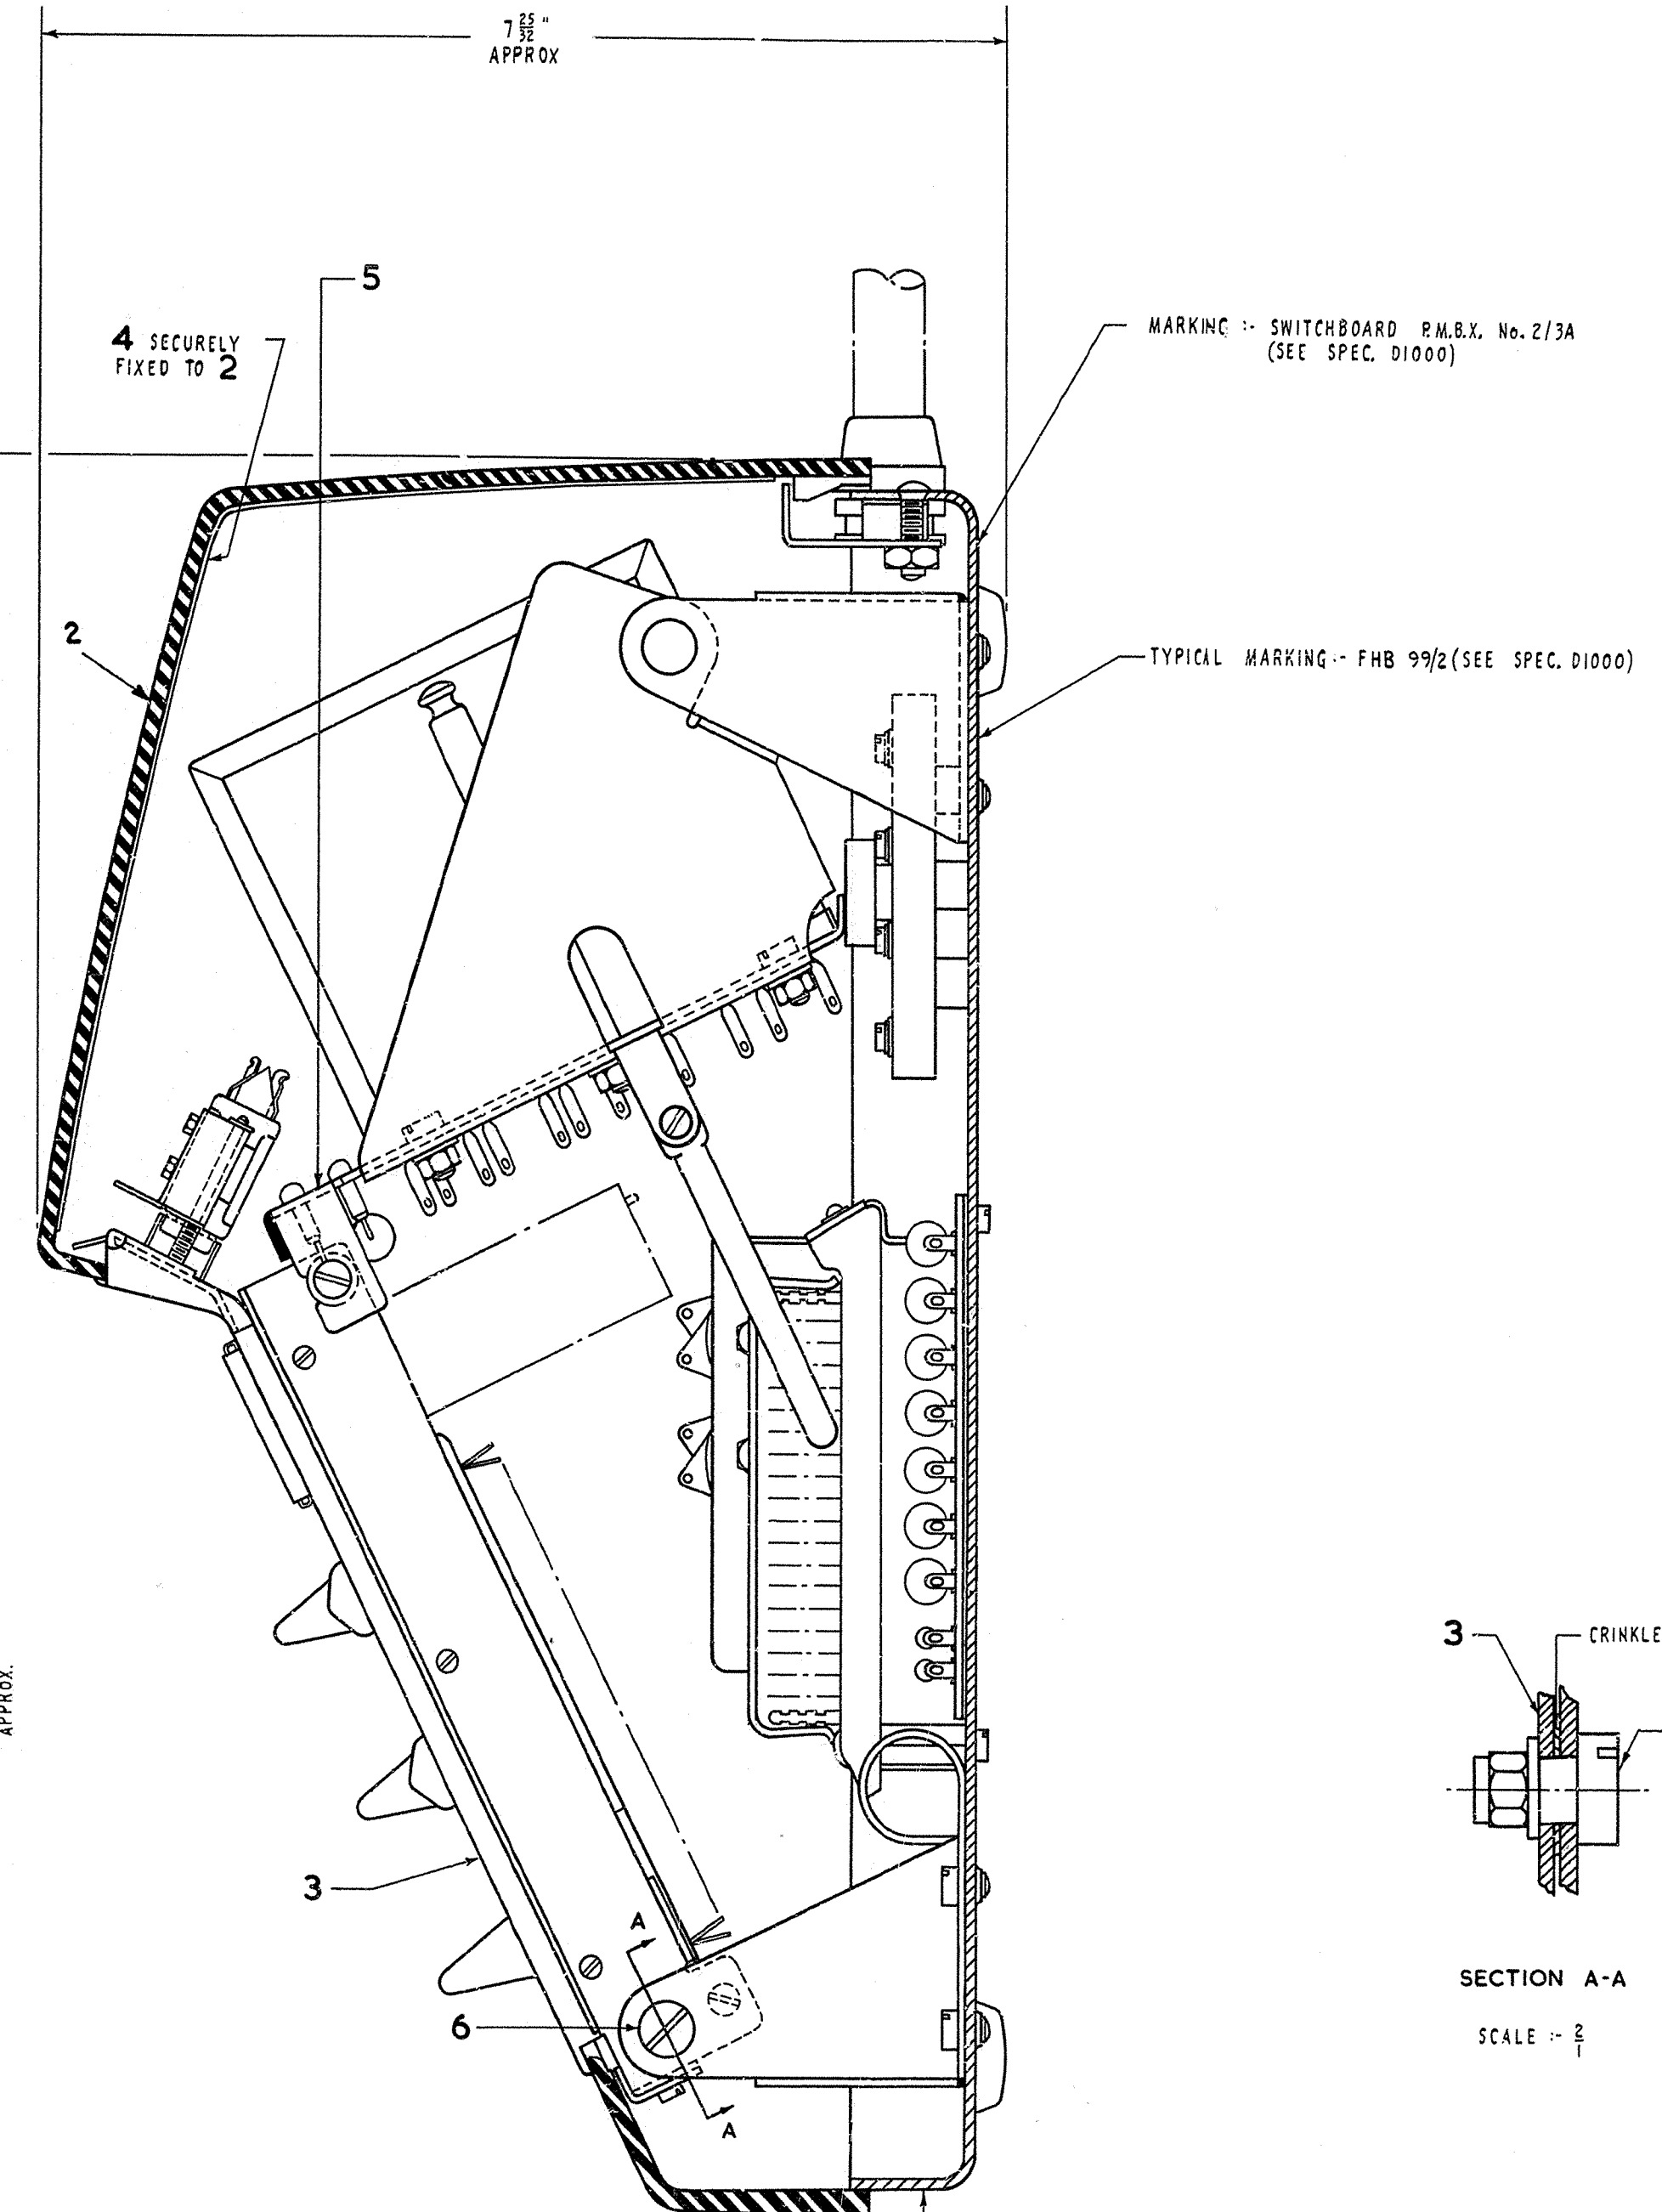 7 25/32"
APPROX
5
4 SECURELY
FIXED TO 2
MARKING :- SWITCHBOARD P.M.B.X. No. 2/3A
(SEE SPEC. D1000)
2
TYPICAL MARKING :- FHB 99/2 (SEE SPEC. D1000)
3
CRINKLE
APPROX.
3
A
6
A
SECTION A-A
SCALE :- 2/1